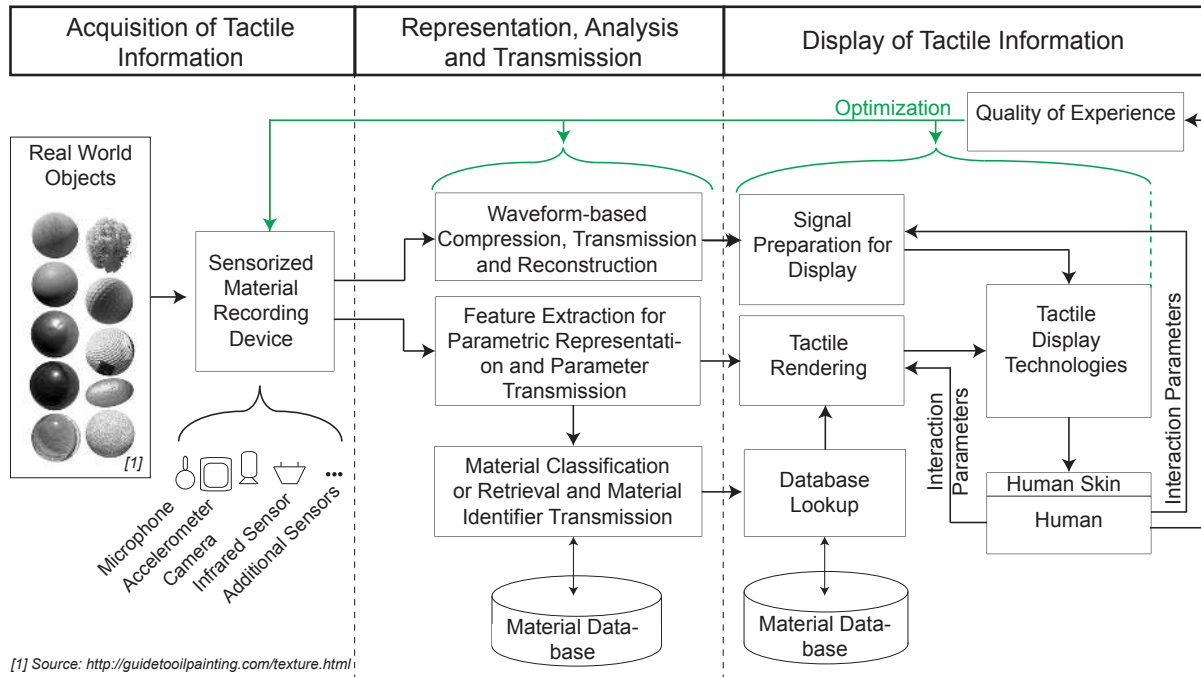 Acquisition of Tactile
Information
Representation, Analysis
and Transmission
Display of Tactile Information
Optimization
Quality of Experience
Real World
Objects
[1]
Sensorized
Material
Recording
Device
Microphone
Accelerometer
Camera
Infrared Sensor
Additional Sensors
Waveform-based
Compression, Transmission
and Reconstruction
Feature Extraction for
Parametric Representati-
on and Parameter
Transmission
Material Classification
or Retrieval and Material
Identifier Transmission
Material Data-
base
Signal
Preparation for
Display
Tactile
Rendering
Database
Lookup
Material Data-
base
Tactile
Display
Technologies
Interaction
Parameters
Interaction Parameters
Human Skin
Human
[1] Source: http://guidetooilpainting.com/texture.html